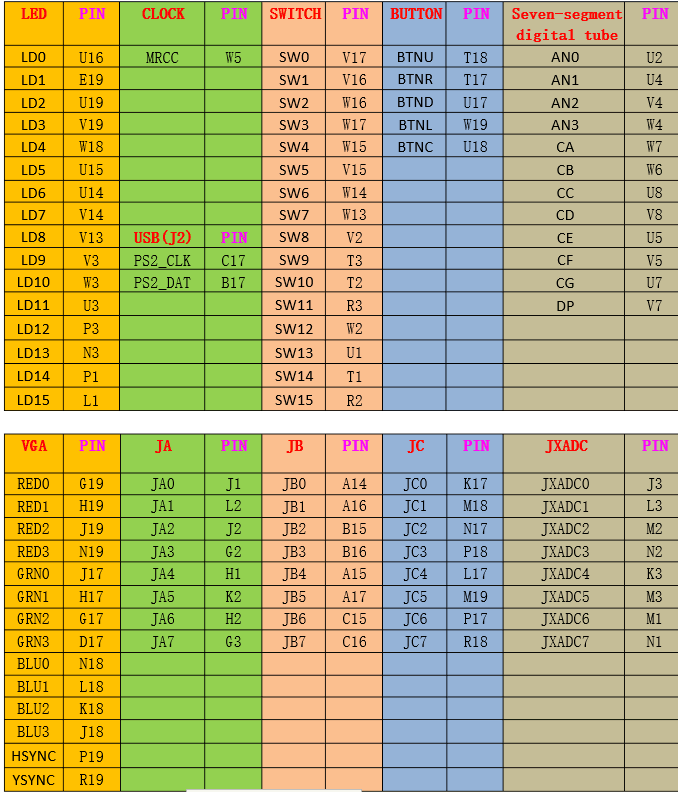 LED PIN CLOCK PIN SWITCH PIN BUTTON PIN Seven-segment digital tube PIN
LD0 U16 MRCC W5 SW0 V17 BTNU T18 AN0 U2
LD1 E19 SW1 V16 BTNR T17 AN1 U4
LD2 U19 SW2 W16 BTND U17 AN2 V4
LD3 V19 SW3 W17 BTNL W19 AN3 W4
LD4 W18 SW4 W15 BTNC U18 CA W7
LD5 U15 SW5 V15 CB W6
LD6 U14 SW6 W14 CC U8
LD7 V14 SW7 W13 CD V8
LD8 V13 USB(J2) PIN SW8 V2 CE U5
LD9 V3 PS2_CLK C17 SW9 T3 CF V5
LD10 W3 PS2_DAT B17 SW10 T2 CG U7
LD11 U3 SW11 R3 DP V7
LD12 P3 SW12 W2
LD13 N3 SW13 U1
LD14 P1 SW14 T1
LD15 L1 SW15 R2
VGA PIN JA PIN JB PIN JC PIN JXADC PIN
RED0 G19 JA0 J1 JB0 A14 JC0 K17 JXADC0 J3
RED1 H19 JA1 L2 JB1 A16 JC1 M18 JXADC1 L3
RED2 J19 JA2 J2 JB2 B15 JC2 N17 JXADC2 M2
RED3 N19 JA3 G2 JB3 B16 JC3 P18 JXADC3 N2
GRN0 J17 JA4 H1 JB4 A15 JC4 L17 JXADC4 K3
GRN1 H17 JA5 K2 JB5 A17 JC5 M19 JXADC5 M3
GRN2 G17 JA6 H2 JB6 C15 JC6 P17 JXADC6 M1
GRN3 D17 JA7 G3 JB7 C16 JC7 R18 JXADC7 N1
BLU0 N18
BLU1 L18
BLU2 K18
BLU3 J18
HSYNC P19
YSYNC R19